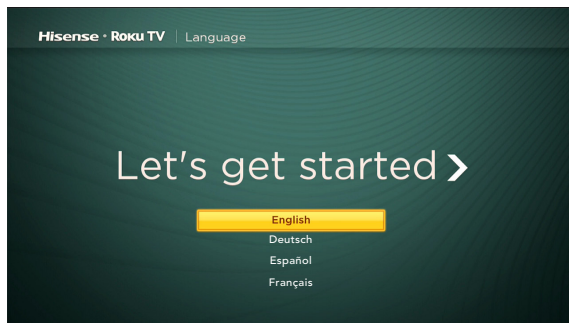 Hisense • Roku TV | Language
Let's get started
English
Deutsch
Español
Français